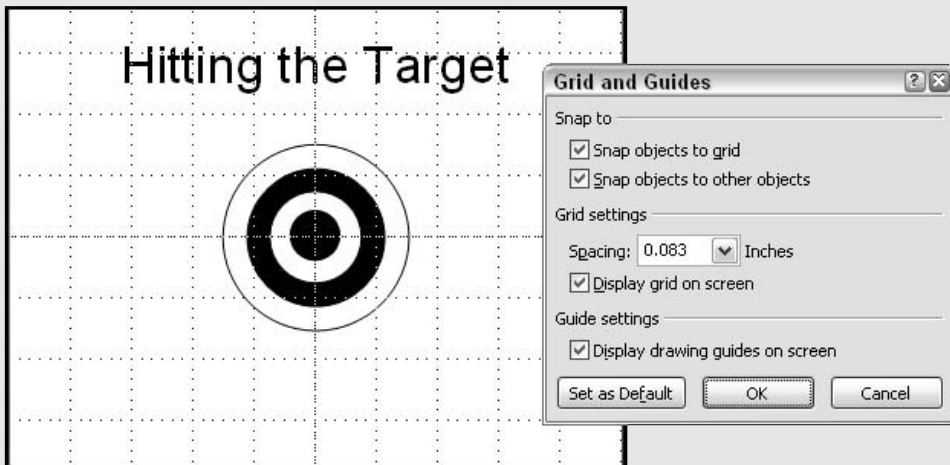 Hitting the Target
Grid and Guides
Snap to
Snap objects to grid
Snap objects to other objects
Grid settings
Spacing: 0.083 Inches
Display grid on screen
Guide settings
Display drawing guides on screen
Set as Default OK Cancel